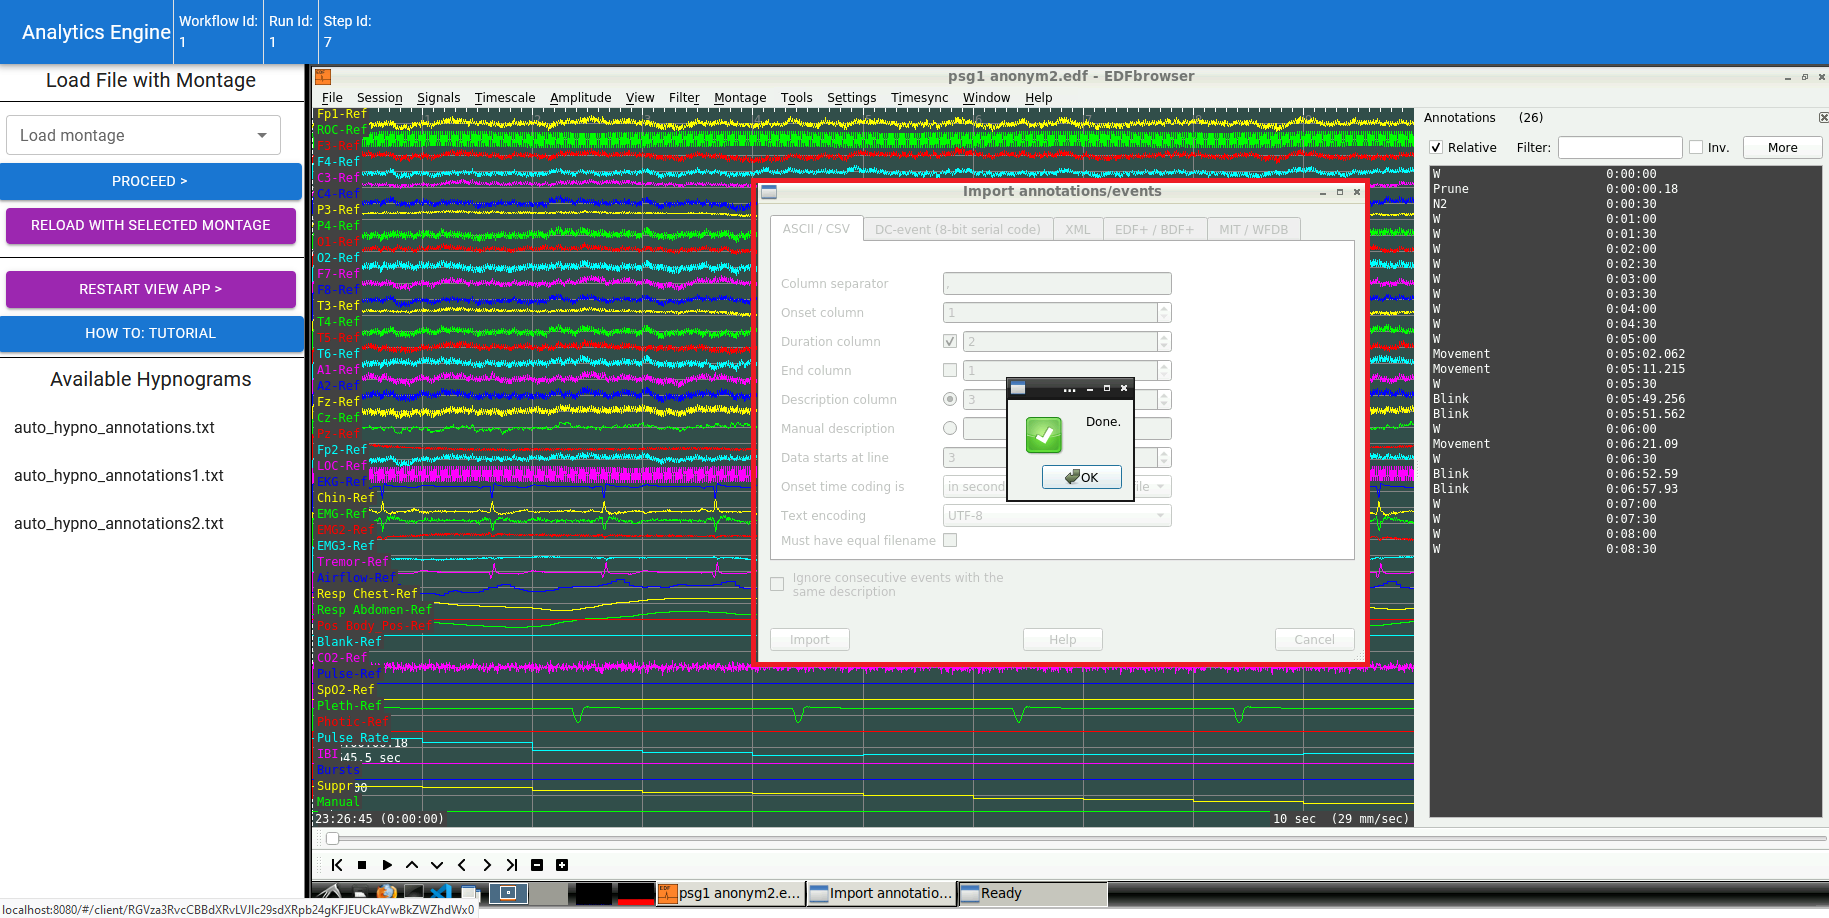 Analytics Engine
Workflow Id:
1
Run Id:
1
Step Id:
7
Load File with Montage
Load montage
PROCEED >
RELOAD WITH SELECTED MONTAGE
RESTART VIEW APP >
HOW TO: TUTORIAL
Available Hypnograms
auto_hypno_annotations.txt
auto_hypno_annotations1.txt
auto_hypno_annotations2.txt
psg1 anonym2.edf - EDFbrowser
File Session Signals Timescale Amplitude View Filter Montage Tools Settings Timesync Window Help
Fp1-Ref
ROC-Ref
F3-Ref
F4-Ref
C3-Ref
C4-Ref
P3-Ref
P4-Ref
O1-Ref
O2-Ref
F7-Ref
F8-Ref
T3-Ref
T4-Ref
T5-Ref
T6-Ref
A1-Ref
A2-Ref
Fz-Ref
Cz-Ref
Pz-Ref
Fp2-Ref
LOC-Ref
EKG-Ref
Chin-Ref
EMG-Ref
EMG2-Ref
EMG3-Ref
Tremor-Ref
Airflow-Ref
Resp Chest-Ref
Resp Abdomen-Ref
Pos Body_Pos-Ref
Blank-Ref
CO2-Ref
Pulse-Ref
SpO2-Ref
Pleth-Ref
Photic-Ref
Pulse Rate
IBI
45.5 sec
Bursts
Suppr
Manual
23:26:45 (0:00:00)
10 sec (29 mm/sec)
Import annotations/events
ASCII / CSV
DC-event (8-bit serial code)
XML
EDF+ / BDF+
MIT / WFDB
Column separator ,
Onset column 1
Duration column 2
End column 1
Description column 3
Manual description
Data starts at line 3
Onset time coding is in second
file
Text encoding UTF-8
Must have equal filename
Ignore consecutive events with the
same description
Import Help Cancel
...
Done.
OK
Annotations (26)
Relative Filter: Inv. More
W 0:00:00
Prune 0:00:00.18
N2 0:00:30
W 0:01:00
W 0:01:30
W 0:02:00
W 0:02:30
W 0:03:00
W 0:03:30
W 0:04:00
W 0:04:30
W 0:05:00
Movement 0:05:02.062
Movement 0:05:11.215
W 0:05:30
Blink 0:05:49.256
Blink 0:05:51.562
W 0:06:00
Movement 0:06:21.09
W 0:06:30
Blink 0:06:52.59
Blink 0:06:57.93
W 0:07:00
W 0:07:30
W 0:08:00
W 0:08:30
EDF
psg1 anonym2.e...
Import annotatio...
Ready